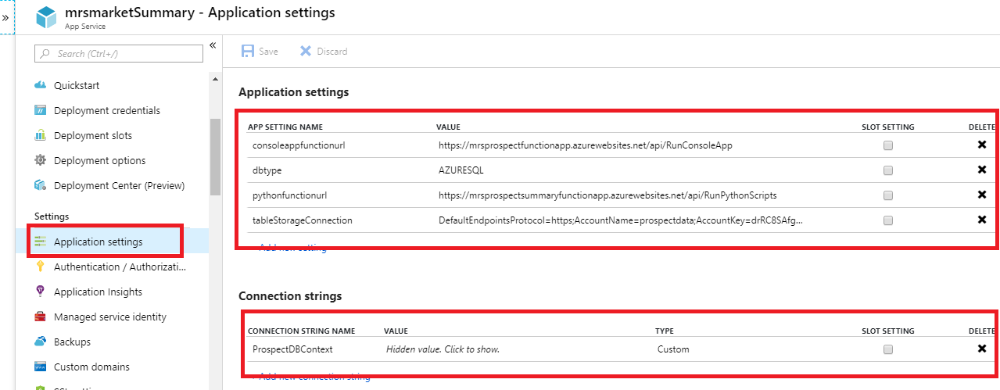 »
mrsmarketSummary - Application settings
App Service
Search (Ctrl+/)
«
Quickstart
Deployment credentials
Deployment slots
Deployment options
Deployment Center (Preview)
Settings
Application settings
Authentication / Authorizati...
Application Insights
Managed service identity
Backups
Custom domains
Save Discard
Application settings
APP SETTING NAME VALUE SLOT SETTING DELETE
consoleappfunctionurl https://mrsprospectfunctionapp.azurewebsites.net/api/RunConsoleApp
dbtype AZURESQL
pythonfunctionurl https://mrsprospectsummaryfunctionapp.azurewebsites.net/api/RunPythonScripts
tableStorageConnection DefaultEndpointsProtocol=https;AccountName=prospectdata;AccountKey=drRC8SAfg...
Add new setting
Connection strings
CONNECTION STRING NAME VALUE TYPE SLOT SETTING DELETE
ProspectDBContext Hidden value. Click to show. Custom
Add new connection string